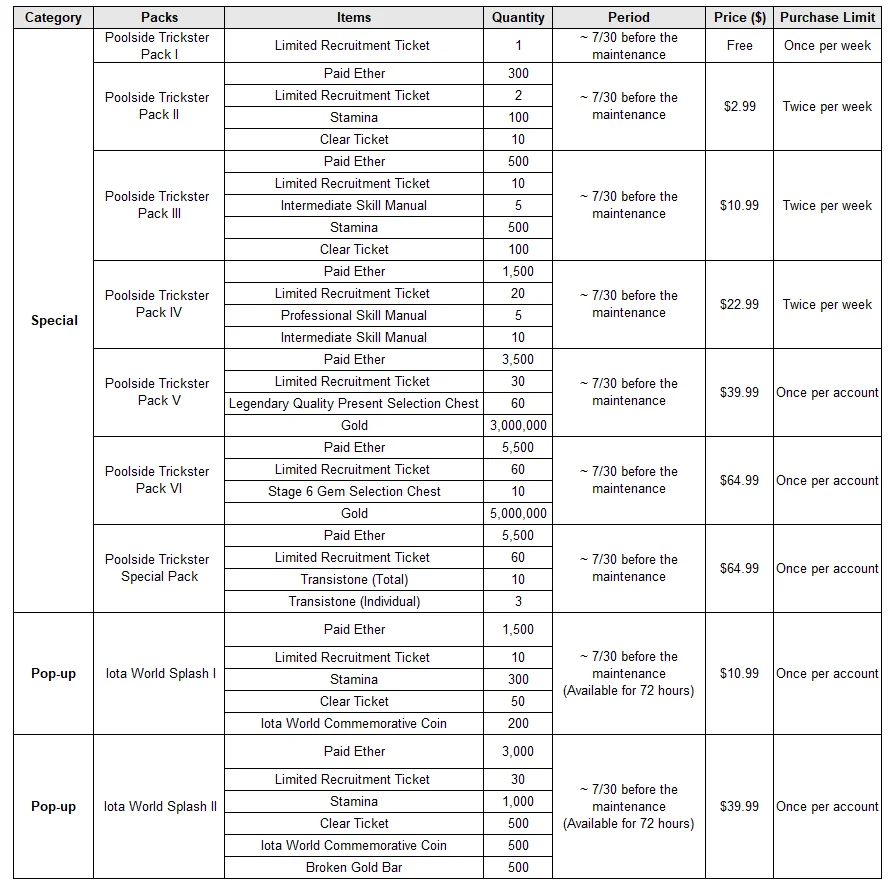 Category Packs Items Quantity Period Price ($) Purchase Limit
Special
Poolside Trickster
Pack I
Limited Recruitment Ticket 1
~ 7/30 before the
maintenance
Free Once per week
Poolside Trickster
Pack II
Paid Ether 300
Limited Recruitment Ticket 2
Stamina 100
Clear Ticket 10
~ 7/30 before the
maintenance
$2.99 Twice per week
Poolside Trickster
Pack III
Paid Ether 500
Limited Recruitment Ticket 10
Intermediate Skill Manual 5
Stamina 500
Clear Ticket 100
~ 7/30 before the
maintenance
$10.99 Twice per week
Poolside Trickster
Pack IV
Paid Ether 1,500
Limited Recruitment Ticket 20
Professional Skill Manual 5
Intermediate Skill Manual 10
~ 7/30 before the
maintenance
$22.99 Twice per week
Poolside Trickster
Pack V
Paid Ether 3,500
Limited Recruitment Ticket 30
Legendary Quality Present Selection Chest 60
Gold 3,000,000
~ 7/30 before the
maintenance
$39.99 Once per account
Poolside Trickster
Pack VI
Paid Ether 5,500
Limited Recruitment Ticket 60
Stage 6 Gem Selection Chest 10
Gold 5,000,000
~ 7/30 before the
maintenance
$64.99 Once per account
Poolside Trickster
Special Pack
Paid Ether 5,500
Limited Recruitment Ticket 60
Transistone (Total) 10
Transistone (Individual) 3
~ 7/30 before the
maintenance
$64.99 Once per account
Pop-up
Iota World Splash I
Paid Ether 1,500
Limited Recruitment Ticket 10
Stamina 300
Clear Ticket 50
Iota World Commemorative Coin 200
~ 7/30 before the
maintenance
(Available for 72 hours)
$10.99 Once per account
Pop-up
Iota World Splash II
Paid Ether 3,000
Limited Recruitment Ticket 30
Stamina 1,000
Clear Ticket 500
Iota World Commemorative Coin 500
Broken Gold Bar 500
~ 7/30 before the
maintenance
(Available for 72 hours)
$39.99 Once per account